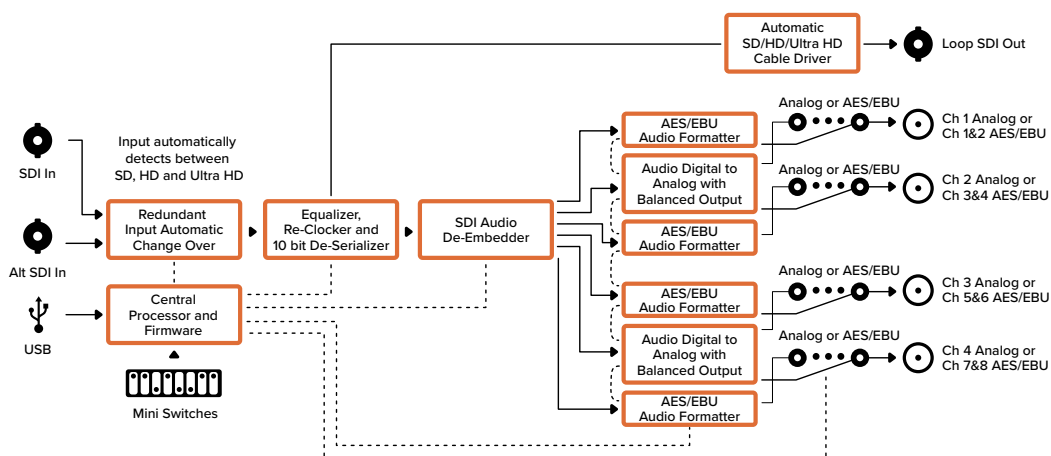 Automatic
SD/HD/Ultra HD
Cable Driver
Loop SDI Out
SDI In
Input automatically
detects between
SD, HD and Ultra HD
Alt SDI In
Redundant
Input Automatic
Change Over
Equalizer,
Re-Clocker and
10 bit De-Serializer
SDI Audio
De-Embedder
USB
Central
Processor and
Firmware
Mini Switches
AES/EBU
Audio Formatter
Audio Digital to
Analog with
Balanced Output
AES/EBU
Audio Formatter
AES/EBU
Audio Formatter
Audio Digital to
Analog with
Balanced Output
AES/EBU
Audio Formatter
Analog or AES/EBU
Ch 1 Analog or
Ch 1&2 AES/EBU
Analog or AES/EBU
Ch 2 Analog or
Ch 3&4 AES/EBU
Analog or AES/EBU
Ch 3 Analog or
Ch 5&6 AES/EBU
Analog or AES/EBU
Ch 4 Analog or
Ch 7&8 AES/EBU